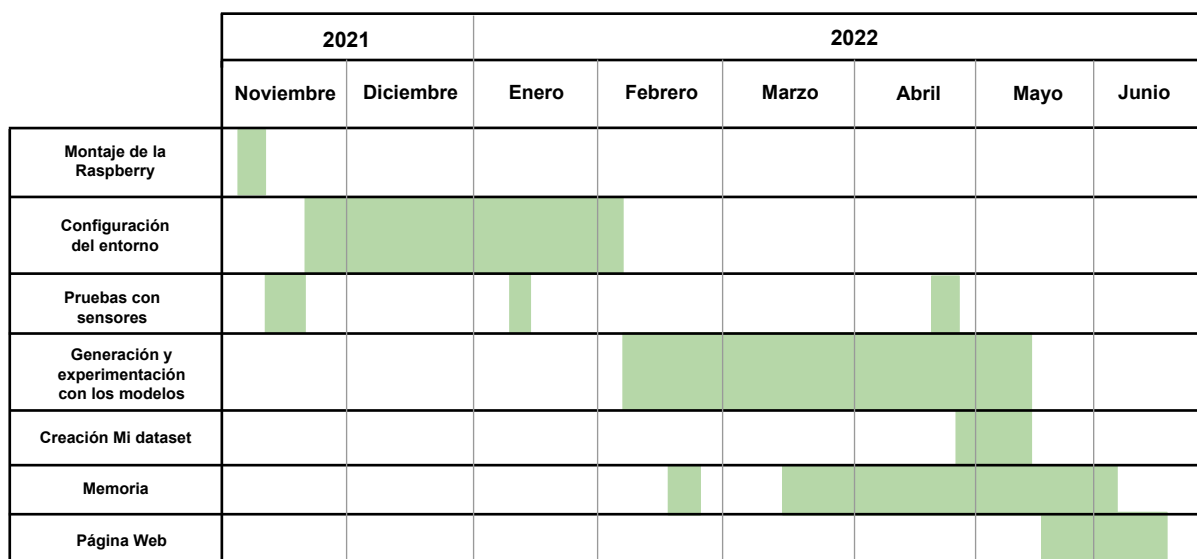 2021 2022
Noviembre Diciembre Enero Febrero Marzo Abril Mayo Junio
Montaje de la
Raspberry
Configuración
del entorno
Pruebas con
sensores
Generación y
experimentación
con los modelos
Creación Mi dataset
Memoria
Página Web